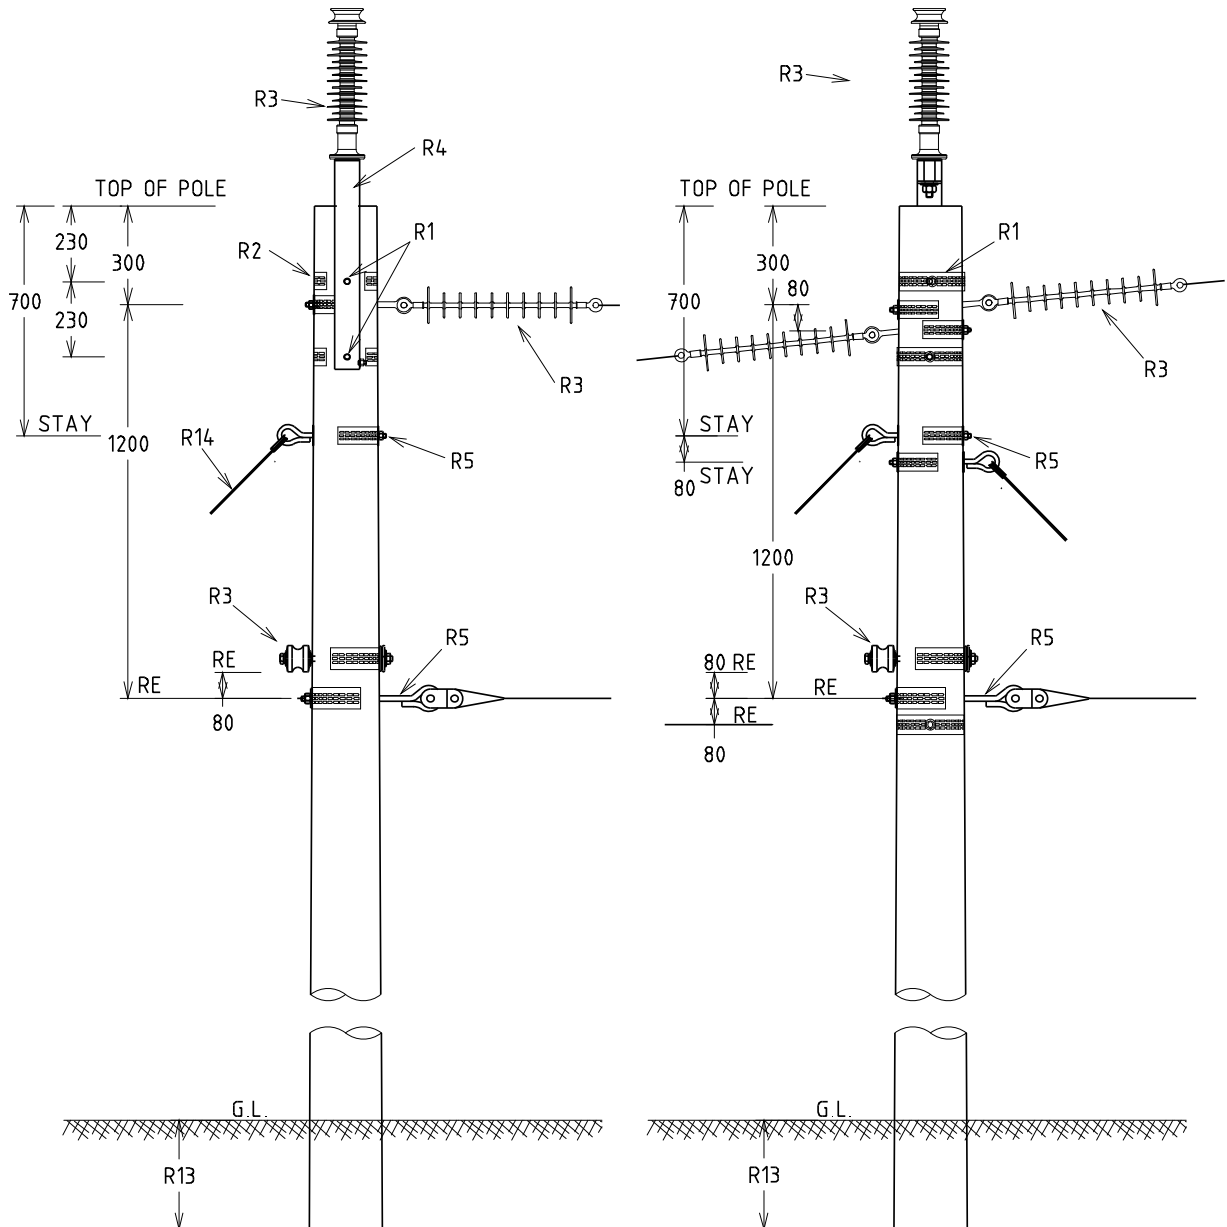 R3
R4
TOP OF POLE
230
R2
R1
300
700
230
R3
STAY
1200
R14
R5
R3
RE
R5
RE
80
G.L.
R13
R3
TOP OF POLE
R1
300
80
700
R3
STAY
R5
STAY
80
1200
R3
R5
80 RE
RE
RE
80
G.L.
R13